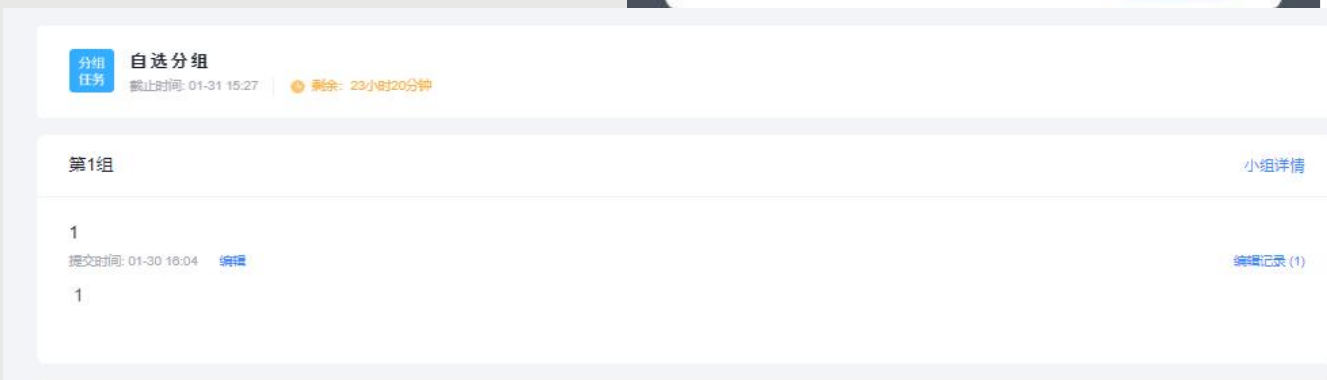 分组
任务
自选分组
截止时间: 01-31 15:27
剩余: 23小时20分钟
第1组
小组详情
1
提交时间: 01-30 16:04 编辑
编辑记录 (1)
1